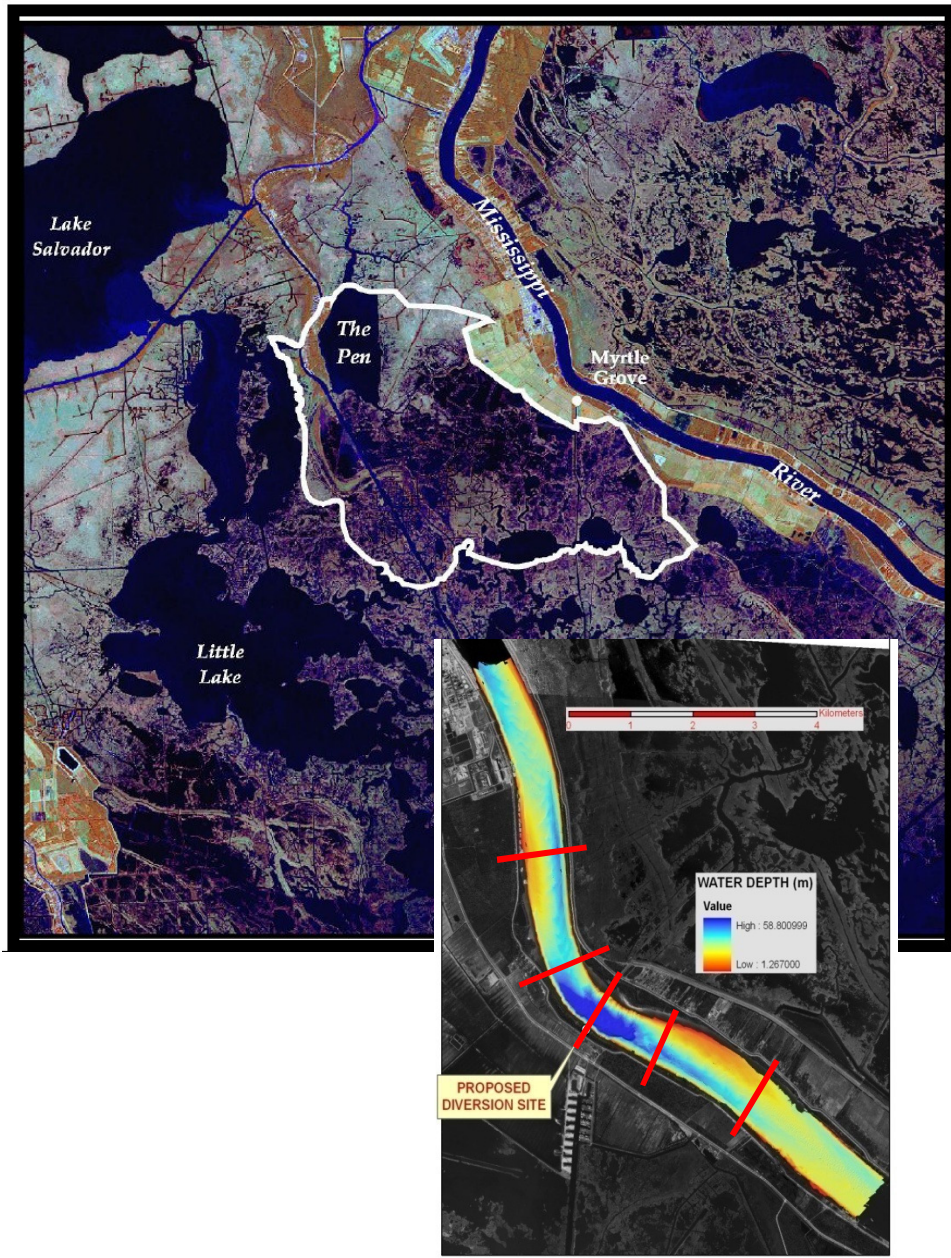 Lake
Salvador
Mississippi
The
Pen
Myrtle
Grove
River
Little
Lake
Kilometers
0 1 2 3 4
WATER DEPTH (m)
Value
High : 58.800999
Low : 1.267000
PROPOSED
DIVERSION SITE